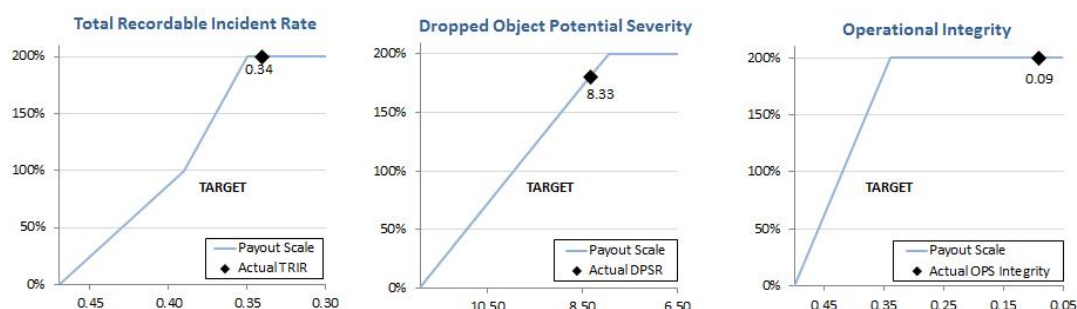 Total Recordable Incident Rate
200%
150%
100%
50%
0%
0.34
TARGET
Payout Scale
Actual TRIR
0.45
0.40
0.35
0.30
Dropped Object Potential Severity
200%
150%
100%
50%
0%
8.33
TARGET
Payout Scale
Actual DPSR
10.50
8.50
6.50
Operational Integrity
200%
150%
100%
50%
0%
0.09
TARGET
Payout Scale
Actual OPS Integrity
0.45
0.35
0.25
0.15
0.05